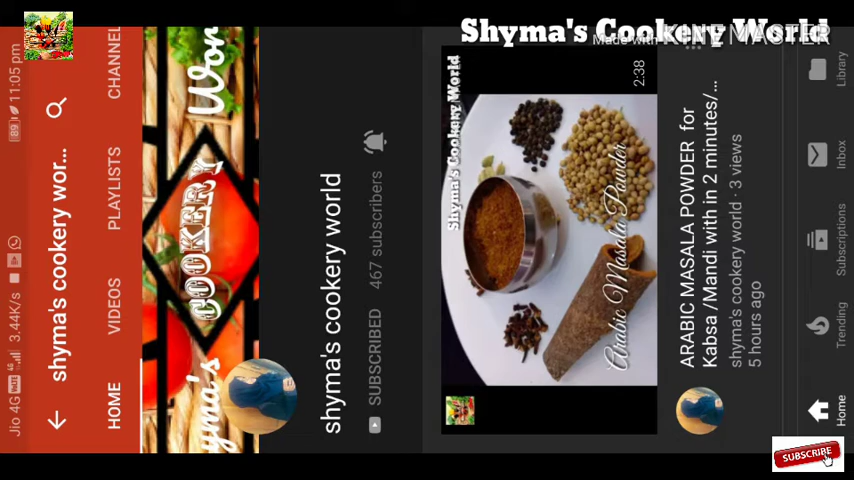 Shyma's Cookery World
Made with KINEMASTER
Jio 4G 3.44K/s 89 11:05 pm
shyma's cookery wor...
HOME VIDEOS PLAYLISTS CHANNEL
yma's COOKERY Wor
shyma's cookery world
SUBSCRIBED 467 subscribers
Shyma's Cookery World
Arabic Masala Powder
2:38
ARABIC MASALA POWDER for
Kabsa /Mandi with in 2 minutes/...
shyma's cookery world · 3 views
5 hours ago
Home Trending Subscriptions Inbox Library
SUBSCRIBE